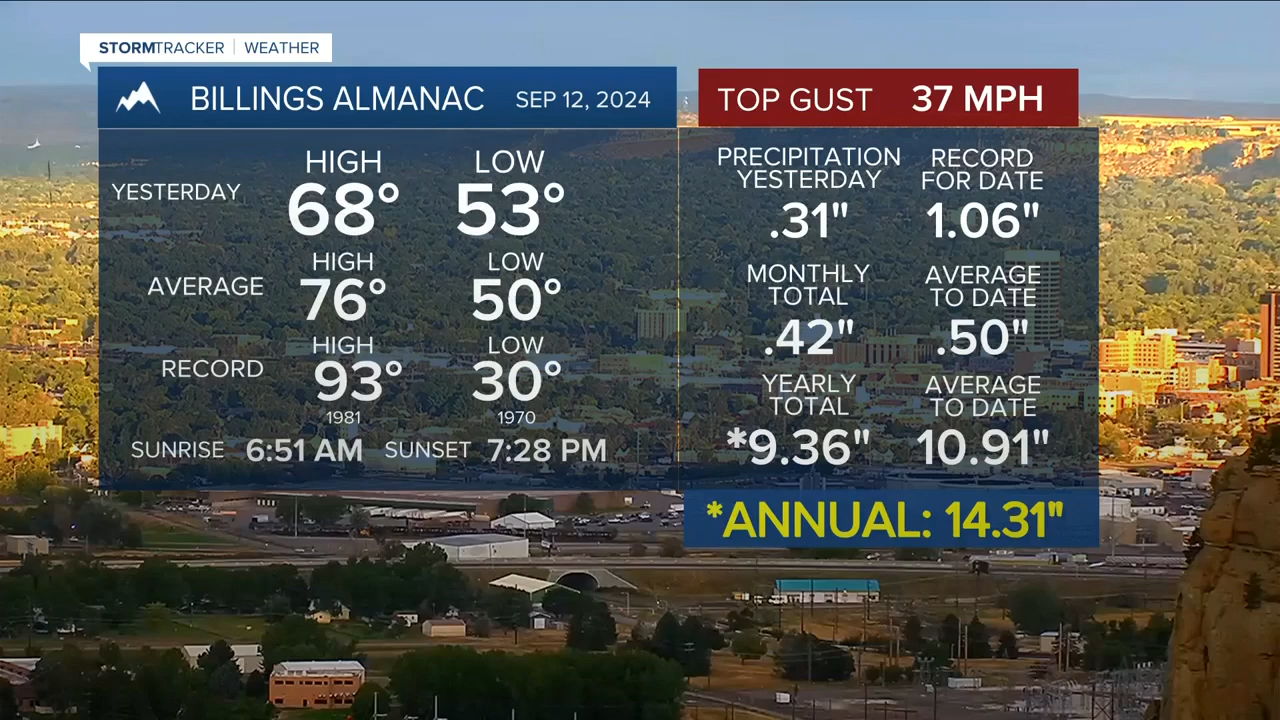 STORMTRACKER | WEATHER
BILLINGS ALMANAC SEP 12, 2024
HIGH LOW
YESTERDAY 68° 53°
HIGH LOW
AVERAGE 76° 50°
HIGH LOW
RECORD 93° 30°
1981 1970
SUNRISE 6:51 AM SUNSET 7:28 PM
TOP GUST 37 MPH
PRECIPITATION RECORD
YESTERDAY FOR DATE
.31" 1.06"
MONTHLY AVERAGE
TOTAL TO DATE
.42" .50"
YEARLY AVERAGE
TOTAL TO DATE
*9.36" 10.91"
*ANNUAL: 14.31"